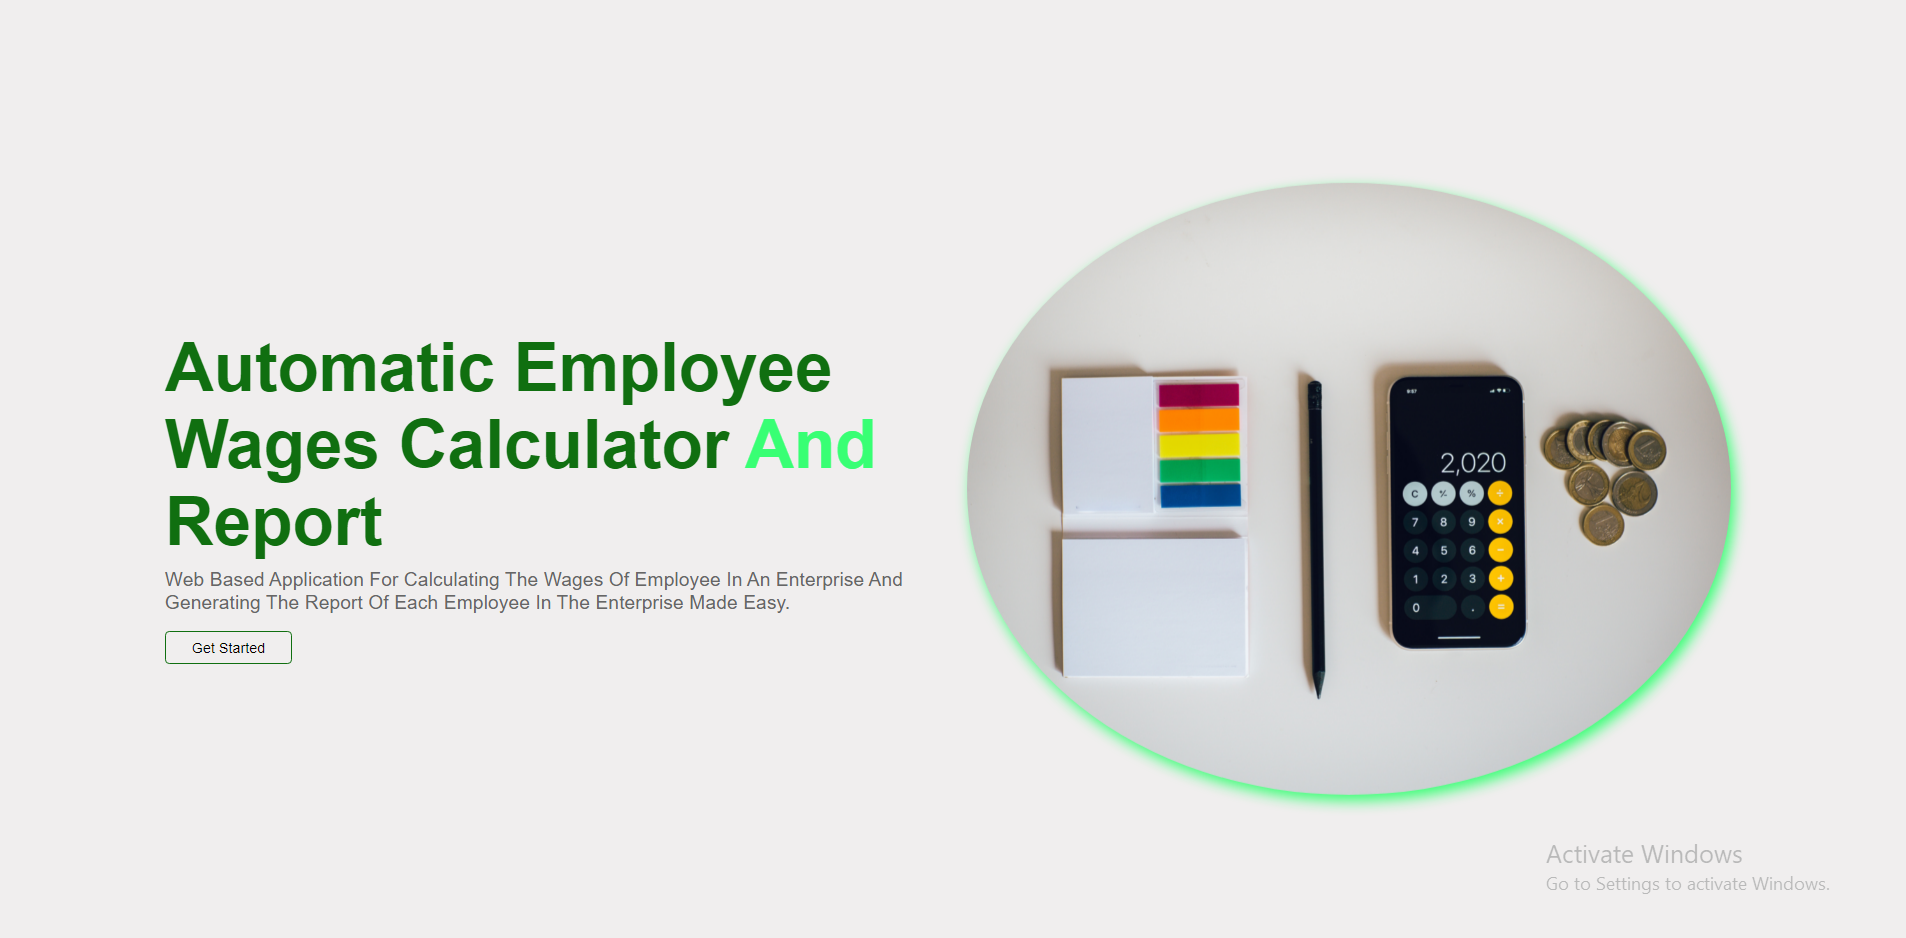 Automatic Employee
Wages Calculator And
Report
Web Based Application For Calculating The Wages Of Employee In An Enterprise And
Generating The Report Of Each Employee In The Enterprise Made Easy.
Get Started
9:57
2,020
C % +
7 8 9 ×
4 5 6 −
1 2 3 +
0 . =
Activate Windows
Go to Settings to activate Windows.